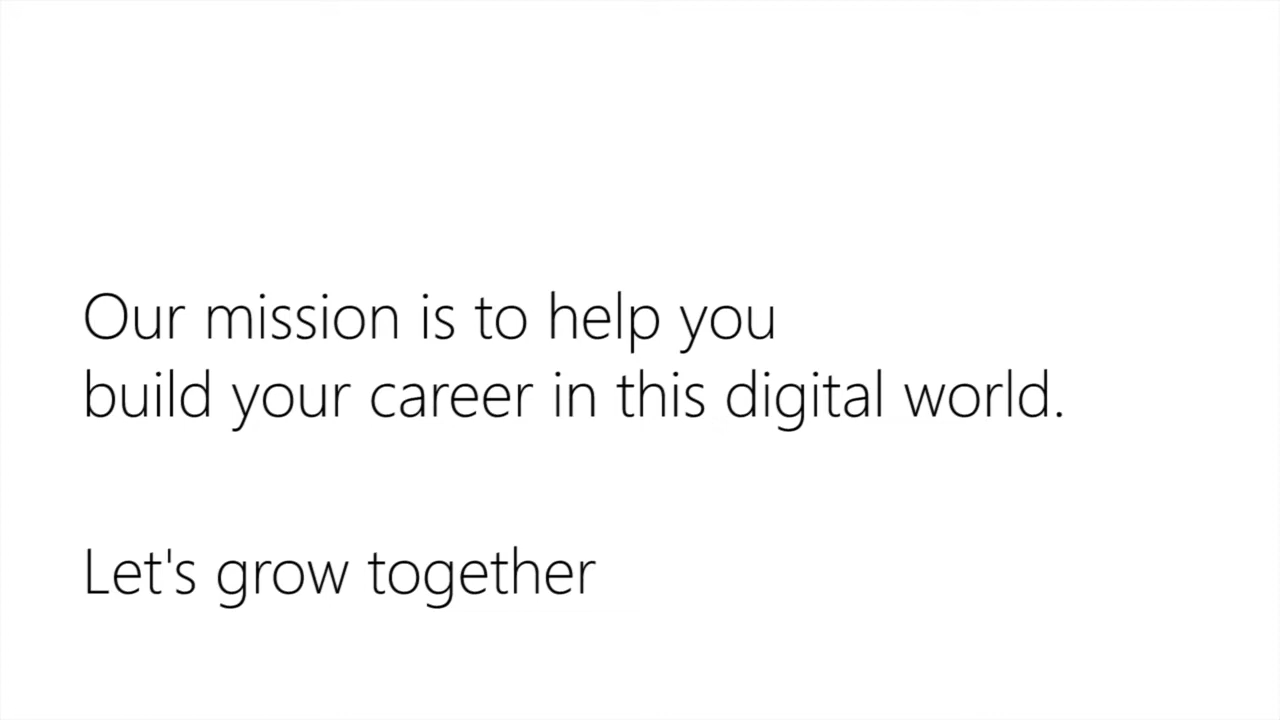 Our mission is to help you
build your career in this digital world.
Let's grow together